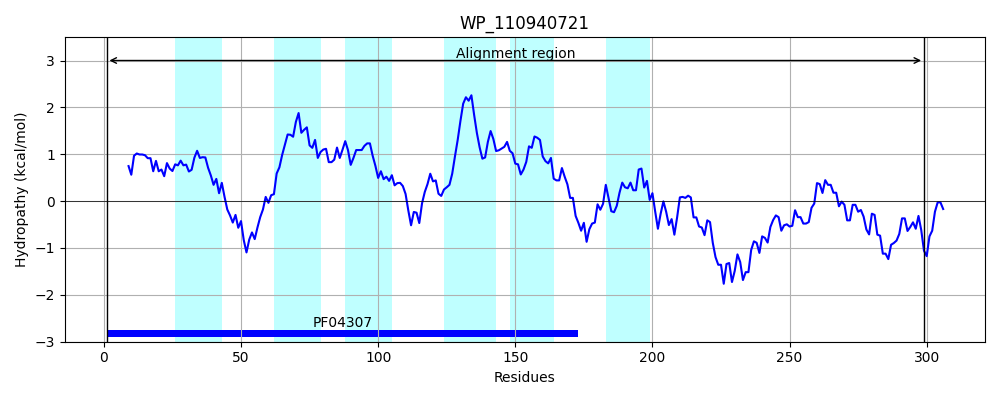 WP_110940721
Alignment region
Hydropathy (kcal/mol)
3
2
1
0
−1
−2
−3
PF04307
0 50 100 150 200 250 300
Residues